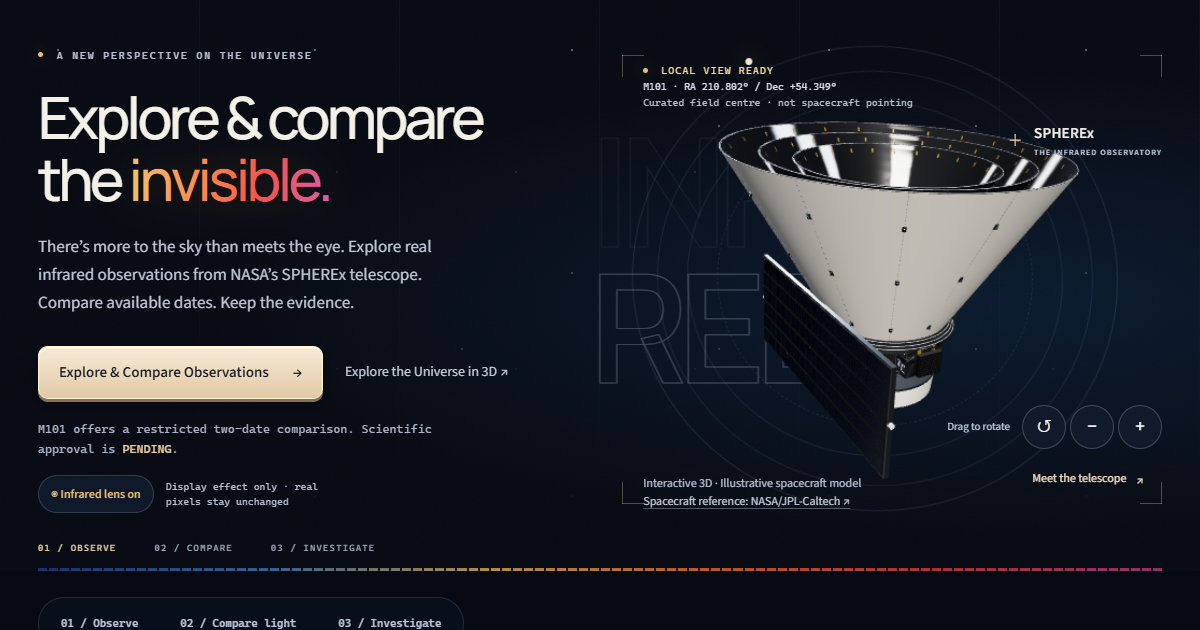 A NEW PERSPECTIVE ON THE UNIVERSE
Explore & compare
the invisible.
There's more to the sky than meets the eye. Explore real
infrared observations from NASA's SPHEREx telescope.
Compare available dates. Keep the evidence.
Explore & Compare Observations →
Explore the Universe in 3D ↗
M101 offers a restricted two-date comparison. Scientific
approval is PENDING.
Infrared lens on
Display effect only · real
pixels stay unchanged
LOCAL VIEW READY
M101 · RA 210.802° / Dec +54.349°
Curated field centre · not spacecraft pointing
SPHEREx
THE INFRARED OBSERVATORY
Drag to rotate ↺ − +
Interactive 3D · Illustrative spacecraft model
Spacecraft reference: NASA/JPL-Caltech ↗
Meet the telescope ↗
01 / OBSERVE 02 / COMPARE 03 / INVESTIGATE
01 / Observe 02 / Compare light 03 / Investigate